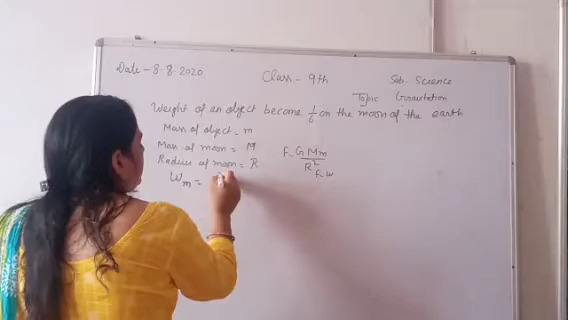 Date - 8-8-2020 Class - 9th Sub. Science
Topic Gravitation
Weight of an object become 1/6 on the moon of the earth
Mass of object = m
Mass of moon = M
Radius of moon = R
F = G Mm / R²
F = W
Wm =